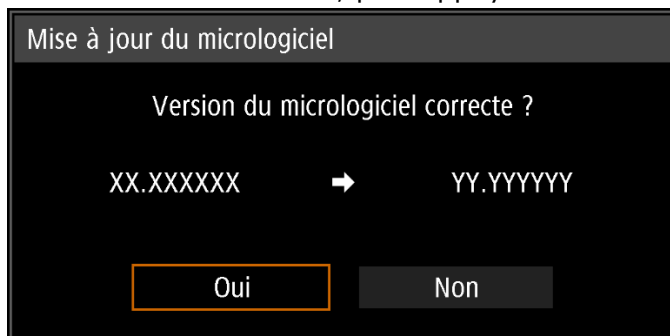 Mise à jour du micrologiciel
Version du micrologiciel correcte ?
XX.XXXXXX ➡ YY.YYYYYY
Oui Non